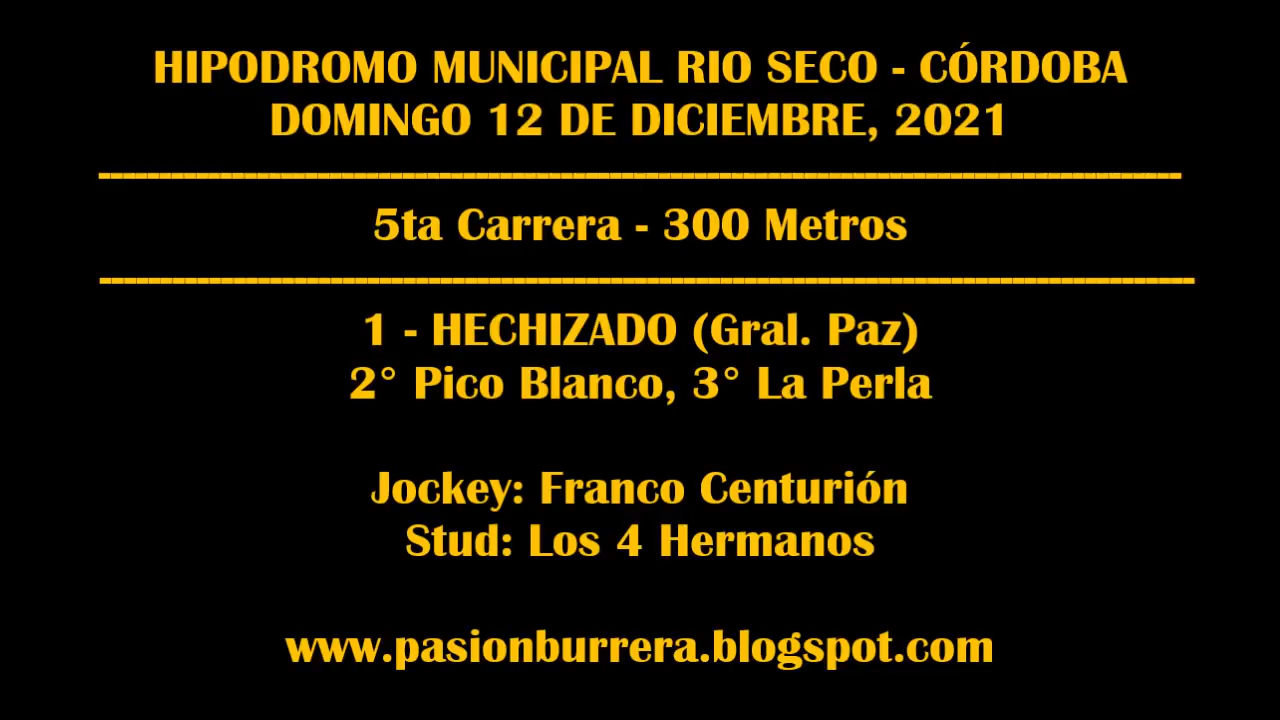 HIPODROMO MUNICIPAL RIO SECO - CÓRDOBA
DOMINGO 12 DE DICIEMBRE, 2021
5ta Carrera - 300 Metros
1 - HECHIZADO (Gral. Paz)
2° Pico Blanco, 3° La Perla
Jockey: Franco Centurión
Stud: Los 4 Hermanos
www.pasionburrera.blogspot.com